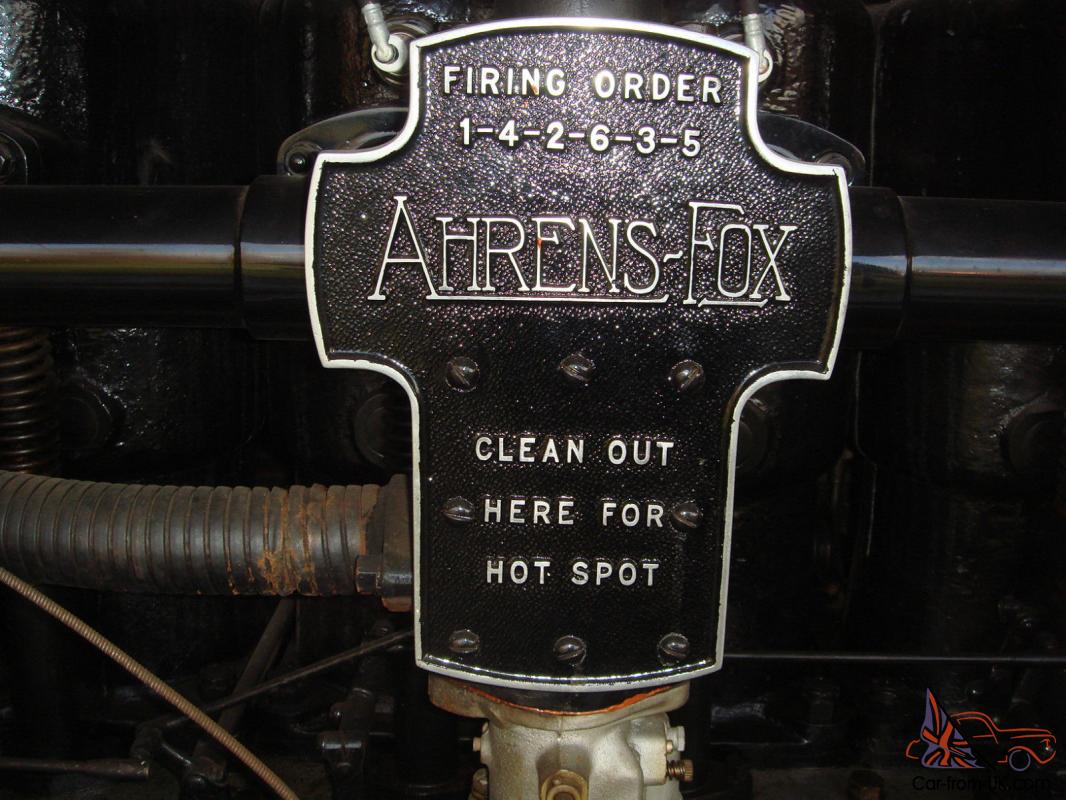 FIRING ORDER
1-4-2-6-3-5
AHRENS-FOX
CLEAN OUT
HERE FOR
HOT SPOT
Car-from-UK.com